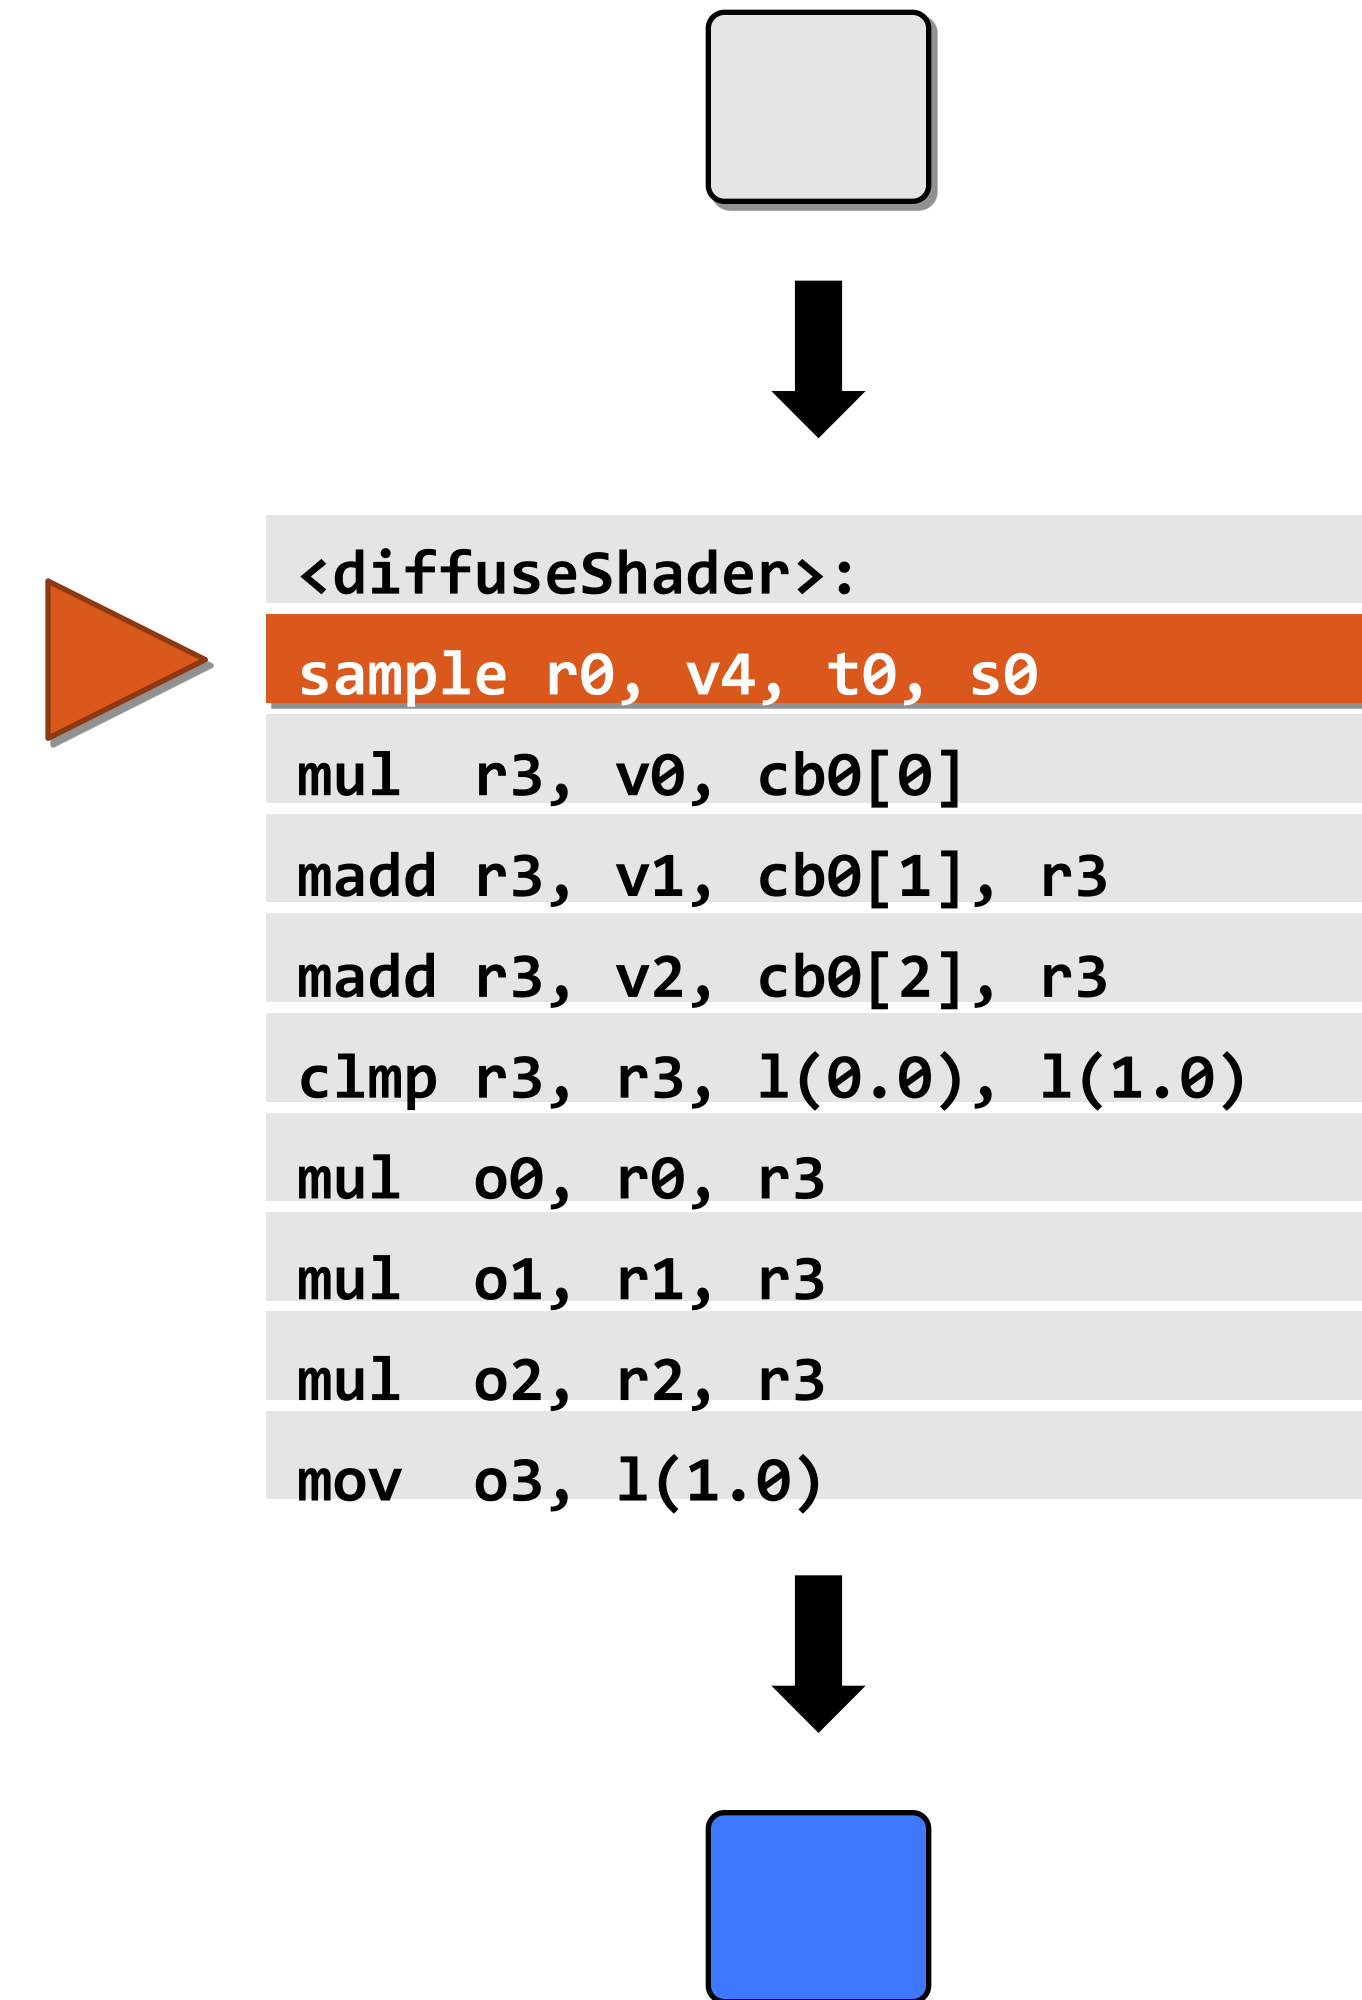 <diffuseShader>:
sample r0, v4, t0, s0
mul  r3, v0, cb0[0]
madd r3, v1, cb0[1], r3
madd r3, v2, cb0[2], r3
clmp r3, r3, l(0.0), l(1.0)
mul  o0, r0, r3
mul  o1, r1, r3
mul  o2, r2, r3
mov  o3, l(1.0)